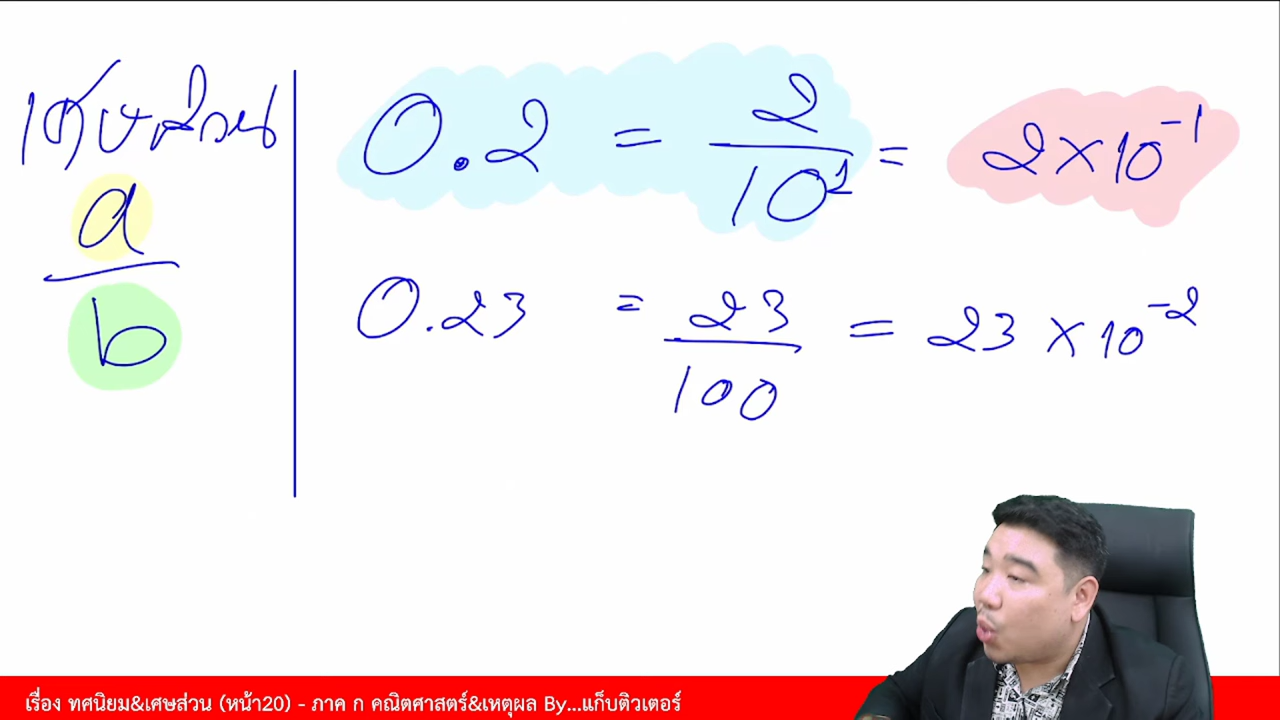 เศษส่วน
a
b
0.2 = 2/10¹ = 2×10⁻¹
0.23 = 23/100 = 23×10⁻²
เรื่อง ทศนิยม&เศษส่วน (หน้า20) - ภาค ก คณิตศาสตร์&เหตุผล By...แก็บติวเตอร์